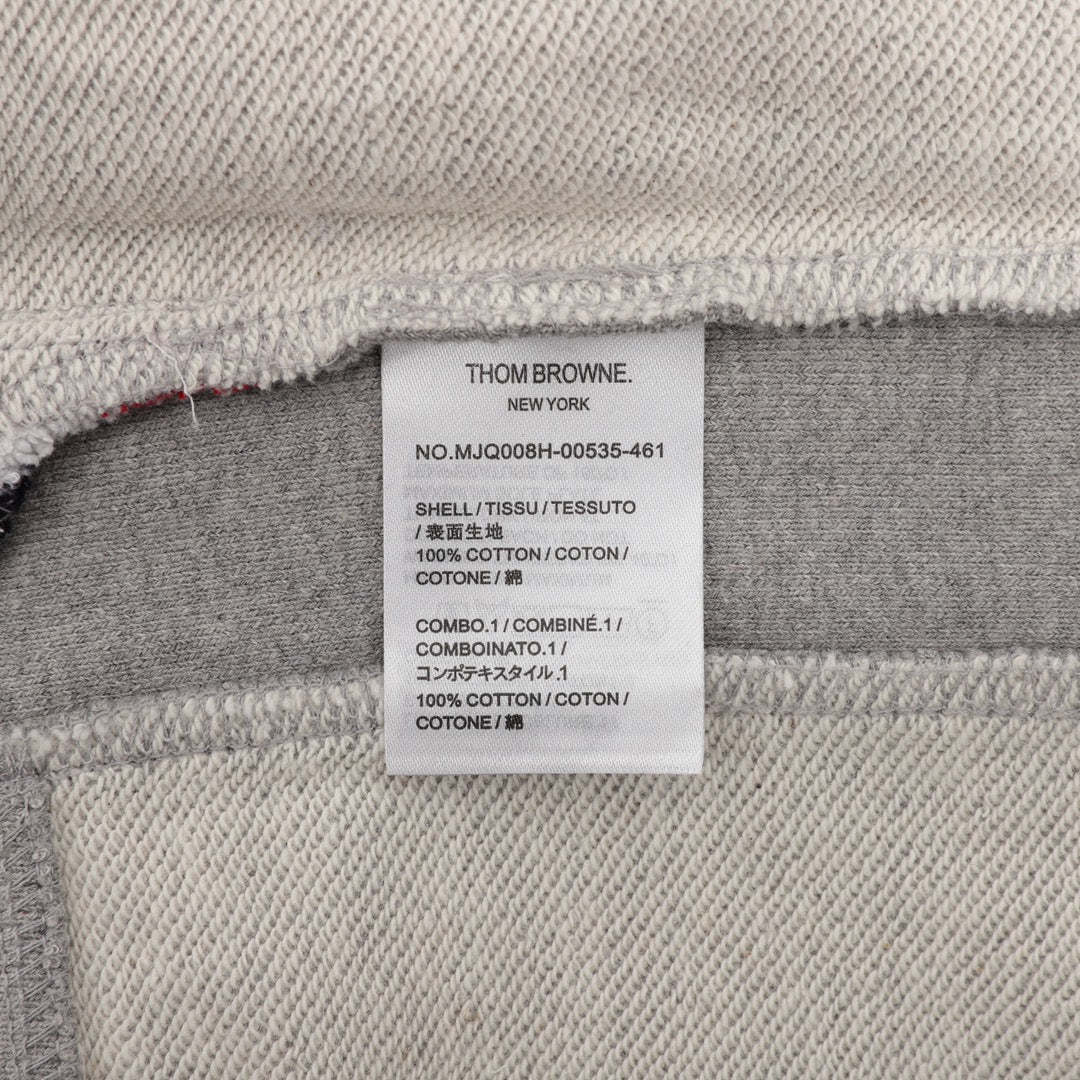 THOM BROWNE.
NEW YORK
NO.MJQ008H-00535-461
SHELL / TISSU / TESSUTO
/ 表面生地
100% COTTON / COTON /
COTONE / 綿
COMBO.1 / COMBINÉ.1 /
COMBOINATO.1 /
コンポテキスタイル.1
100% COTTON / COTON /
COTONE / 綿